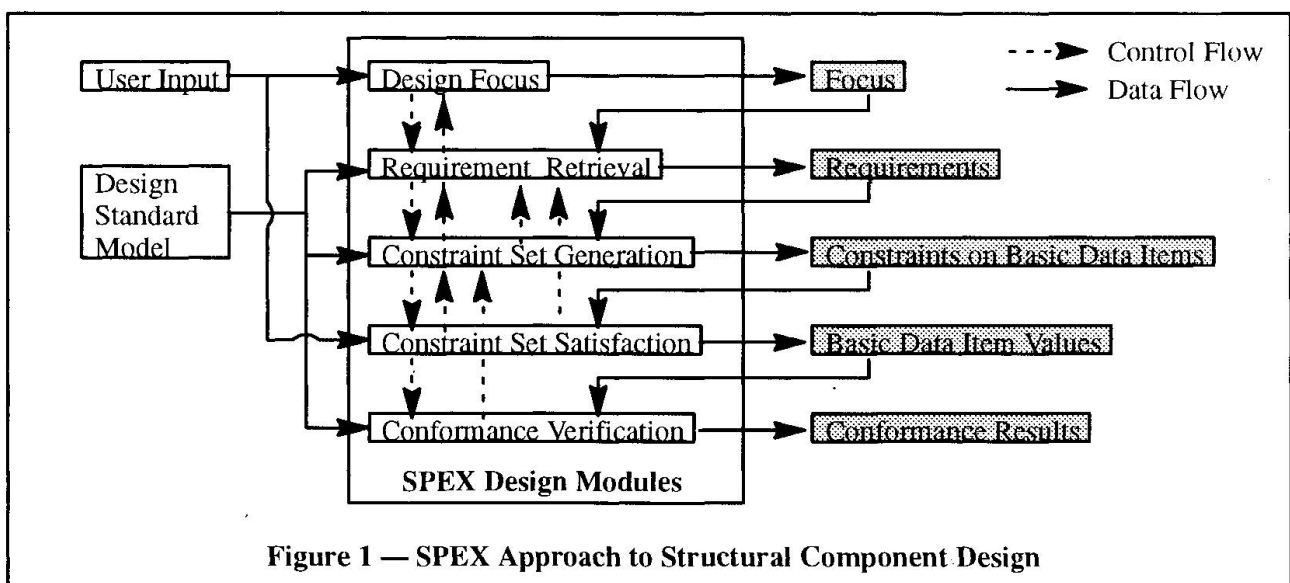 User Input
Design Focus
Focus
Control Flow
Data Flow
Design
Standard
Model
Requirement Retrieval
Requirements
Constraint Set Generation
Constraints on Basic Data Items
Constraint Set Satisfaction
Basic Data Item Values
Conformance Verification
Conformance Results
SPEX Design Modules
Figure 1 — SPEX Approach to Structural Component Design